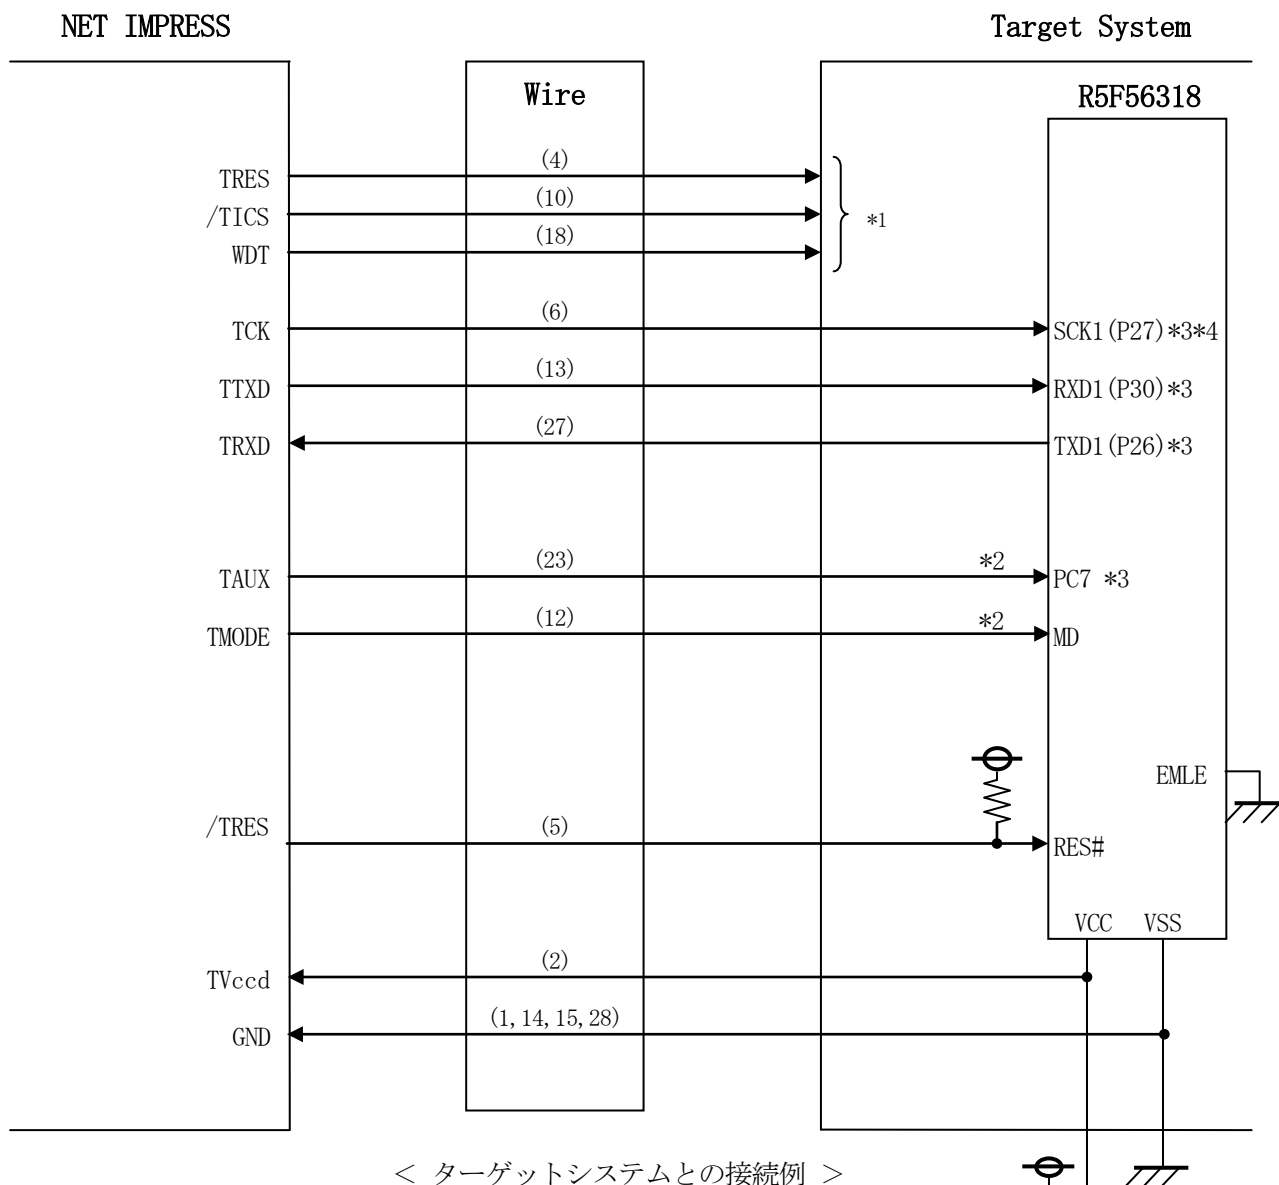 NET IMPRESS
Target System
Wire
R5F56318
TRES
(4)
/TICS
(10)
*1
WDT
(18)
TCK
(6)
SCK1(P27)*3*4
TTXD
(13)
RXD1(P30)*3
TRXD
(27)
TXD1(P26)*3
TAUX
(23)
*2
PC7 *3
TMODE
(12)
*2
MD
EMLE
/TRES
(5)
RES#
VCC
VSS
TVccd
(2)
GND
(1,14,15,28)
< ターゲットシステムとの接続例 >